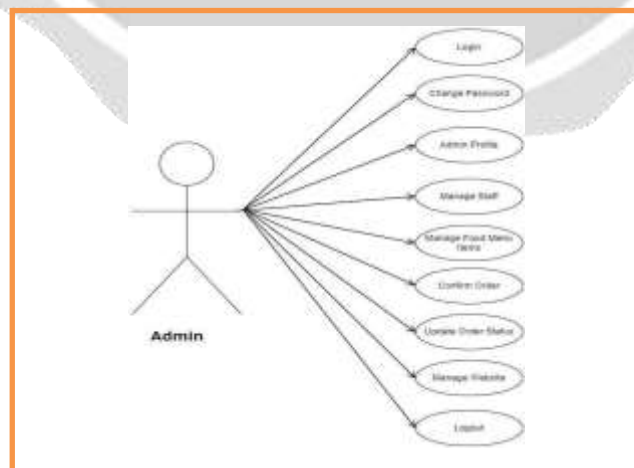 Login
Change Password
Admin Profile
Manage Staff
Manage Food Menu
Items
Confirm Order
Update Order Status
Manage Website
Logout
Admin